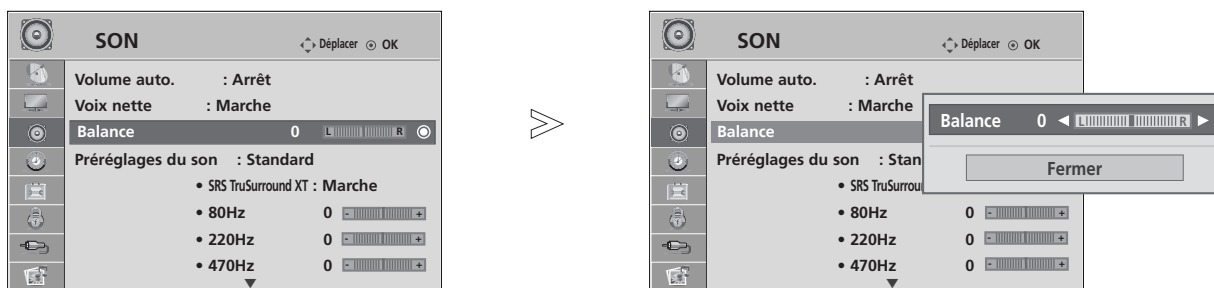 SON Déplacer OK
Volume auto. : Arrêt
Voix nette : Marche
Balance 0 L R
Préréglages du son : Standard
• SRS TruSurround XT : Marche
• 80Hz 0 - +
• 220Hz 0 - +
• 470Hz 0 - +
SON Déplacer OK
Volume auto. : Arrêt
Voix nette : Marche
Balance
Préréglages du son : Stan
• SRS TruSurrou
• 80Hz 0 - +
• 220Hz 0 - +
• 470Hz 0 - +
Balance 0 L R
Fermer